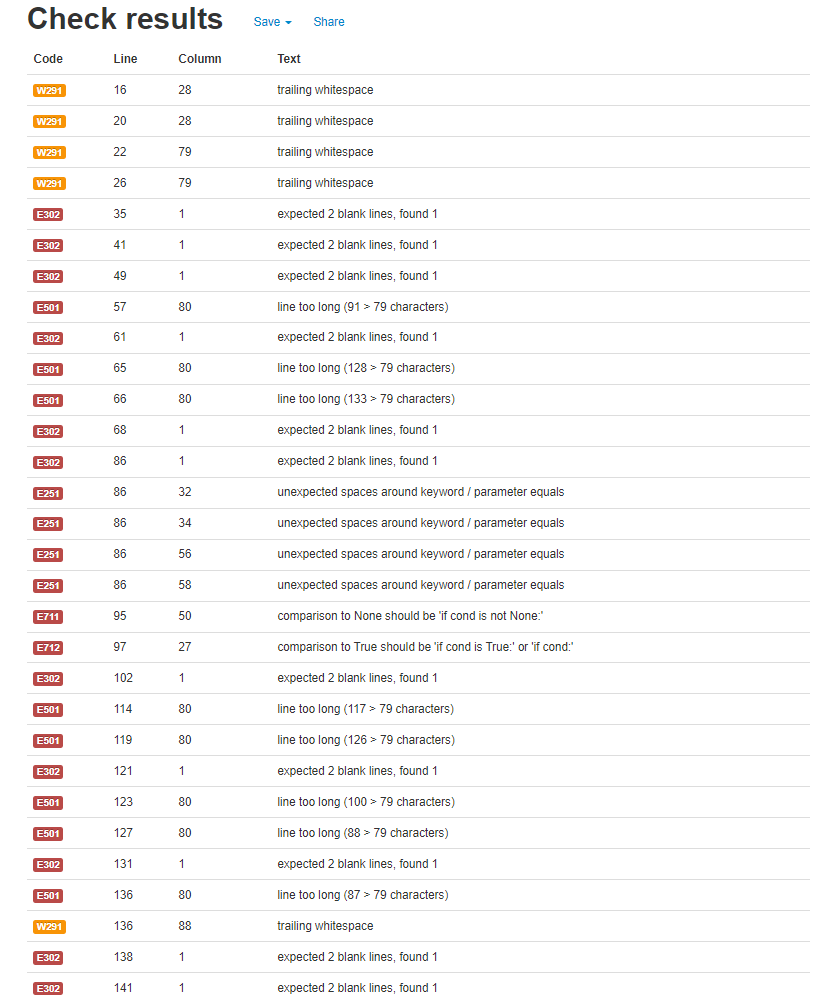 Check results Save Share
Code Line Column Text
W291 16 28 trailing whitespace
W291 20 28 trailing whitespace
W291 22 79 trailing whitespace
W291 26 79 trailing whitespace
E302 35 1 expected 2 blank lines, found 1
E302 41 1 expected 2 blank lines, found 1
E302 49 1 expected 2 blank lines, found 1
E501 57 80 line too long (91 > 79 characters)
E302 61 1 expected 2 blank lines, found 1
E501 65 80 line too long (128 > 79 characters)
E501 66 80 line too long (133 > 79 characters)
E302 68 1 expected 2 blank lines, found 1
E302 86 1 expected 2 blank lines, found 1
E251 86 32 unexpected spaces around keyword / parameter equals
E251 86 34 unexpected spaces around keyword / parameter equals
E251 86 56 unexpected spaces around keyword / parameter equals
E251 86 58 unexpected spaces around keyword / parameter equals
E711 95 50 comparison to None should be 'if cond is not None:'
E712 97 27 comparison to True should be 'if cond is True:' or 'if cond:'
E302 102 1 expected 2 blank lines, found 1
E501 114 80 line too long (117 > 79 characters)
E501 119 80 line too long (126 > 79 characters)
E302 121 1 expected 2 blank lines, found 1
E501 123 80 line too long (100 > 79 characters)
E501 127 80 line too long (88 > 79 characters)
E302 131 1 expected 2 blank lines, found 1
E501 136 80 line too long (87 > 79 characters)
W291 136 88 trailing whitespace
E302 138 1 expected 2 blank lines, found 1
E302 141 1 expected 2 blank lines, found 1